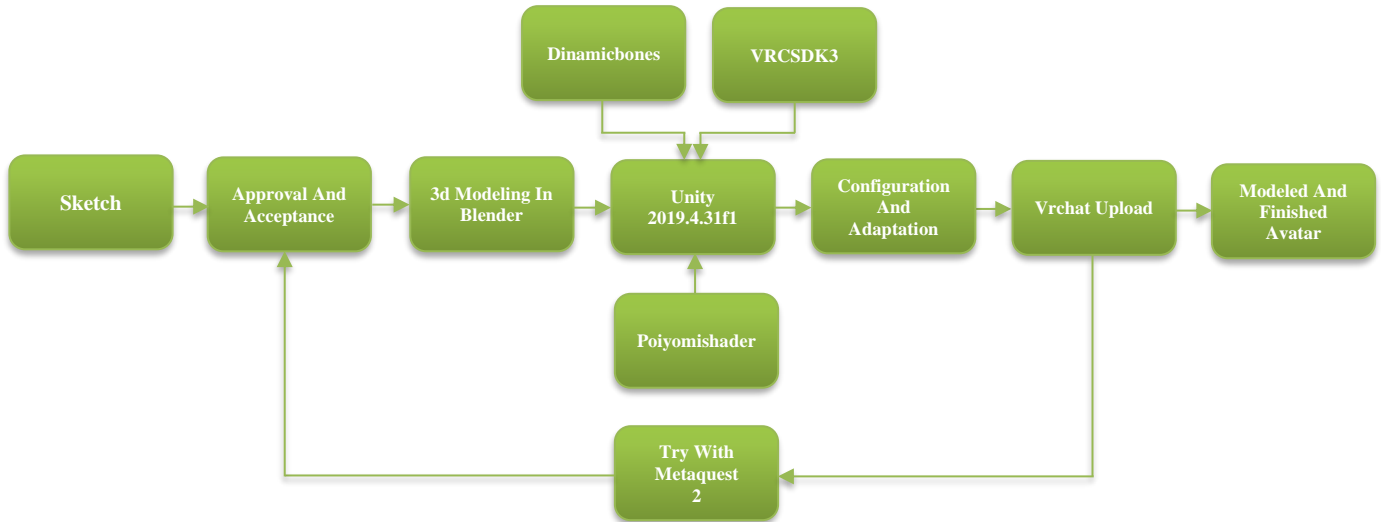 Dinamicbones
VRCSDK3
Sketch
Approval And
Acceptance
3d Modeling In
Blender
Unity
2019.4.31f1
Configuration
And
Adaptation
Vrchat Upload
Modeled And
Finished
Avatar
Poiyomishader
Try With
Metaquest
2